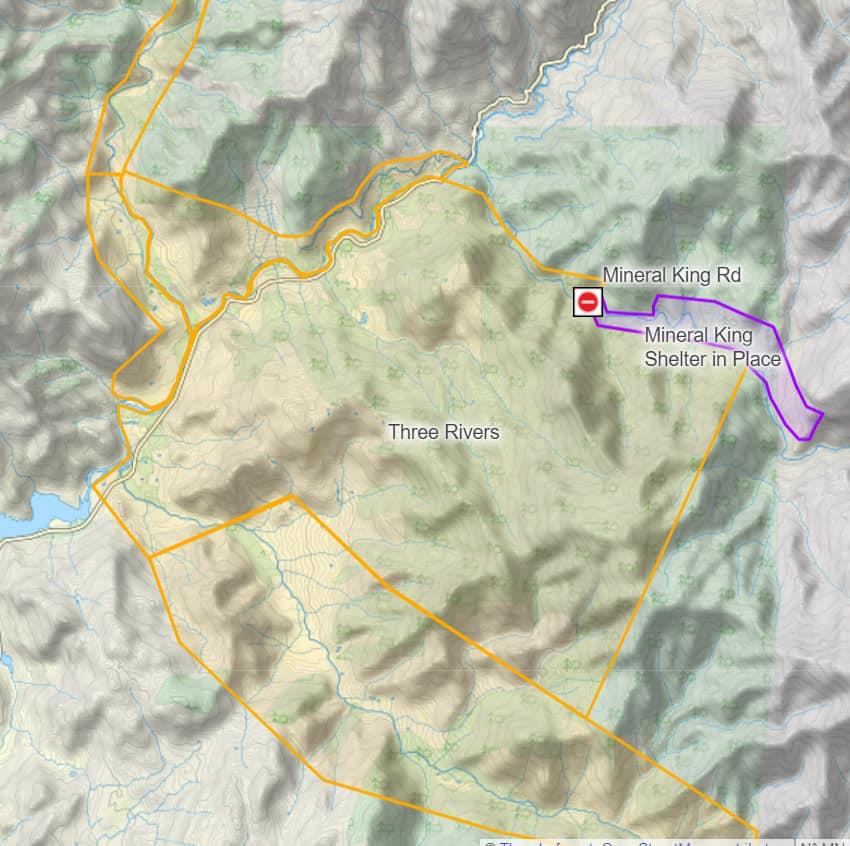 Mineral King Rd
Mineral King
Shelter in Place
Three Rivers